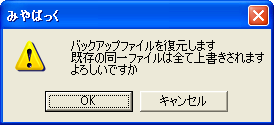 みやばっく
バックアップファイルを復元します
既存の同一ファイルは全て上書きされます
よろしいですか
OK
キャンセル